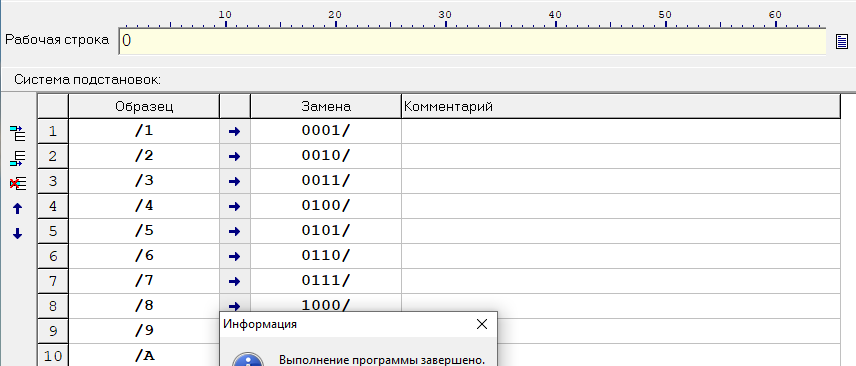 10 20 30 40 50 60
Рабочая строка 0
Система подстановок:
Образец Замена Комментарий
1 /1 → 0001/
2 /2 → 0010/
3 /3 → 0011/
4 /4 → 0100/
5 /5 → 0101/
6 /6 → 0110/
7 /7 → 0111/
8 /8 → 1000/
9 /9
10 /A
Информация
Выполнение программы завершено.